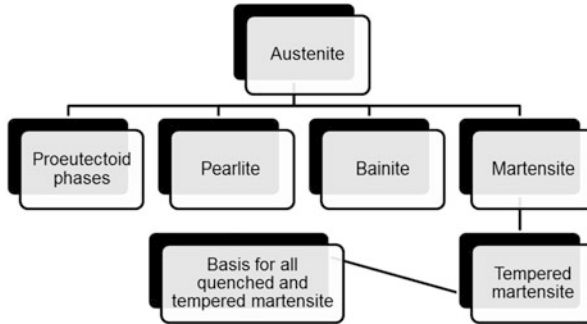 Austenite
Proeutectoid
phases
Pearlite
Bainite
Martensite
Basis for all
quenched and
tempered martensite
Tempered
martensite